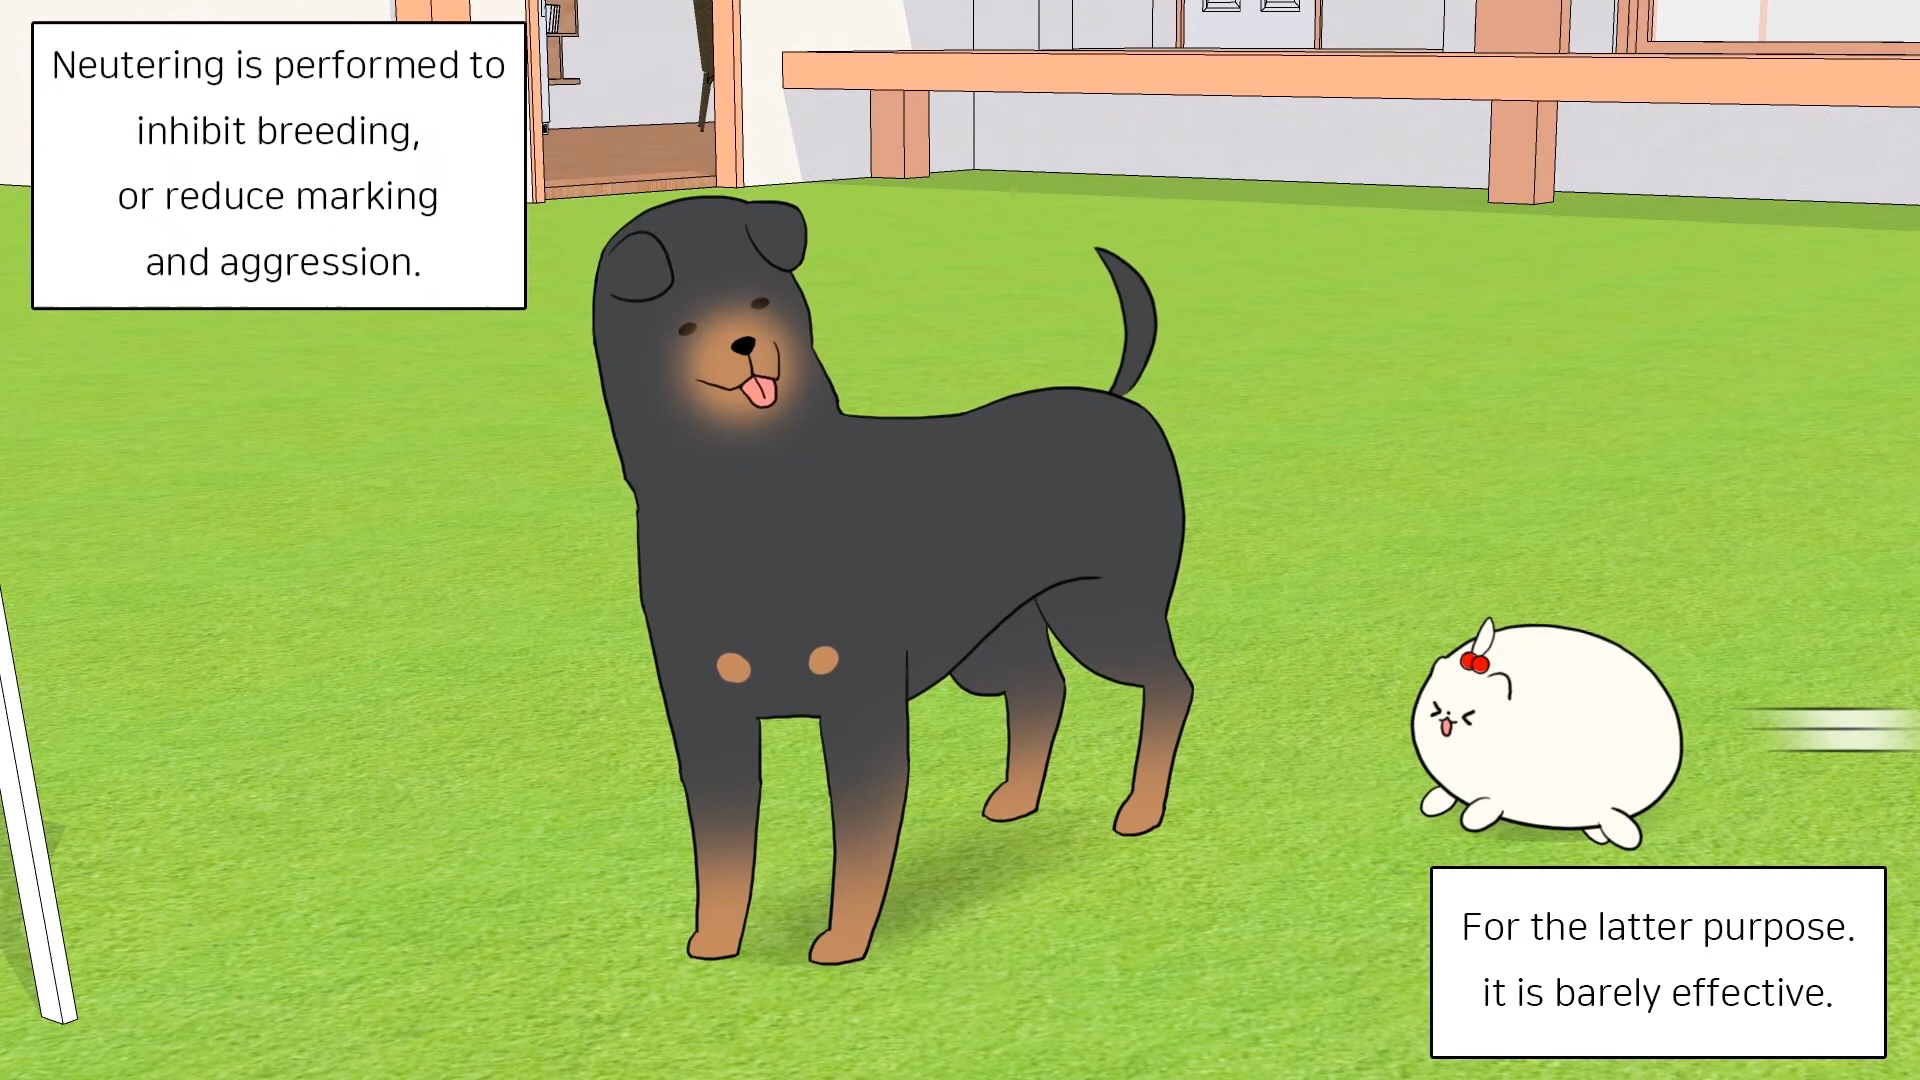 Neutering is performed to
inhibit breeding,
or reduce marking
and aggression.
For the latter purpose.
it is barely effective.